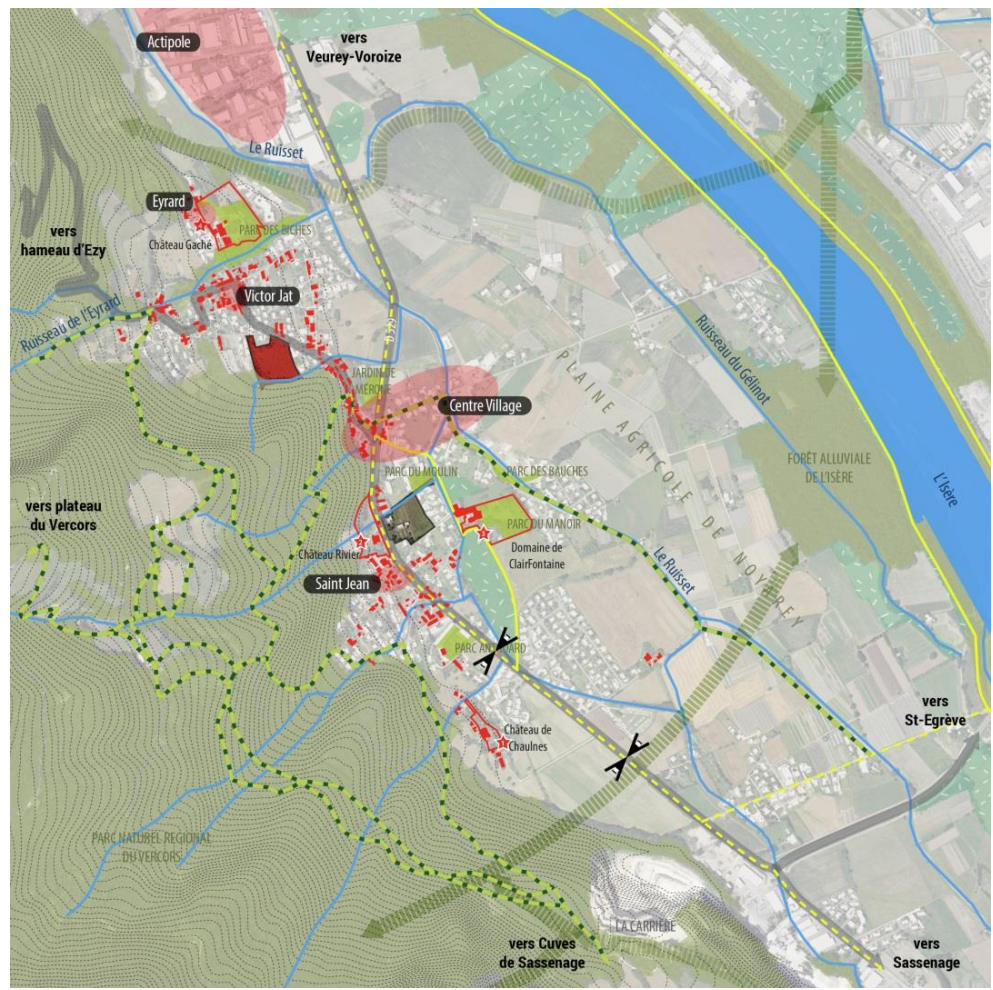 Actipole
vers
Veurey-Voroize
Le Ruisset
Eyrard
PARC DES BICHES
Château Gaché
vers
hameau d'Ezy
Victor Jat
Ruisseau de l'Eyrard
JARDIN DE
Centre Village
Ruisseau du Gélinot
PLAINE AGRICOLE DE NOYAREY
FORÊT ALLUVIALE
DE L'ISÈRE
L'Isère
PARC DU MOULIN
PARC DES BAUCHES
vers plateau
du Vercors
PARC DU MANOIR
Château Rivier
Domaine de
ClairFontaine
Saint Jean
Le Ruisset
PARC
vers
St-Egrève
Château de
Chaulnes
PARC NATUREL REGIONAL
DU VERCORS
LA CARRIÈRE
vers Cuves
de Sassenage
vers
Sassenage